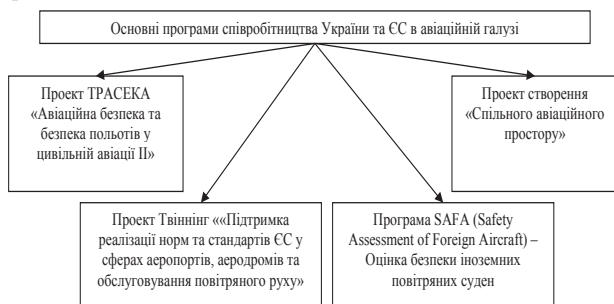 Основні програми співробітництва України та ЄС в авіаційній галузі
Проект ТРАСЕКА
«Авіаційна безпека та
безпека польотів у
цивільній авіації II»
Проект створення
«Спільного авіаційного
простору»
Проект Твіннінг ««Підтримка
реалізації норм та стандартів ЄС у
сферах аеропортів, аеродромів та
обслуговування повітряного руху»
Програма SAFA (Safety
Assessment of Foreign Aircraft) –
Оцінка безпеки іноземних
повітряних суден